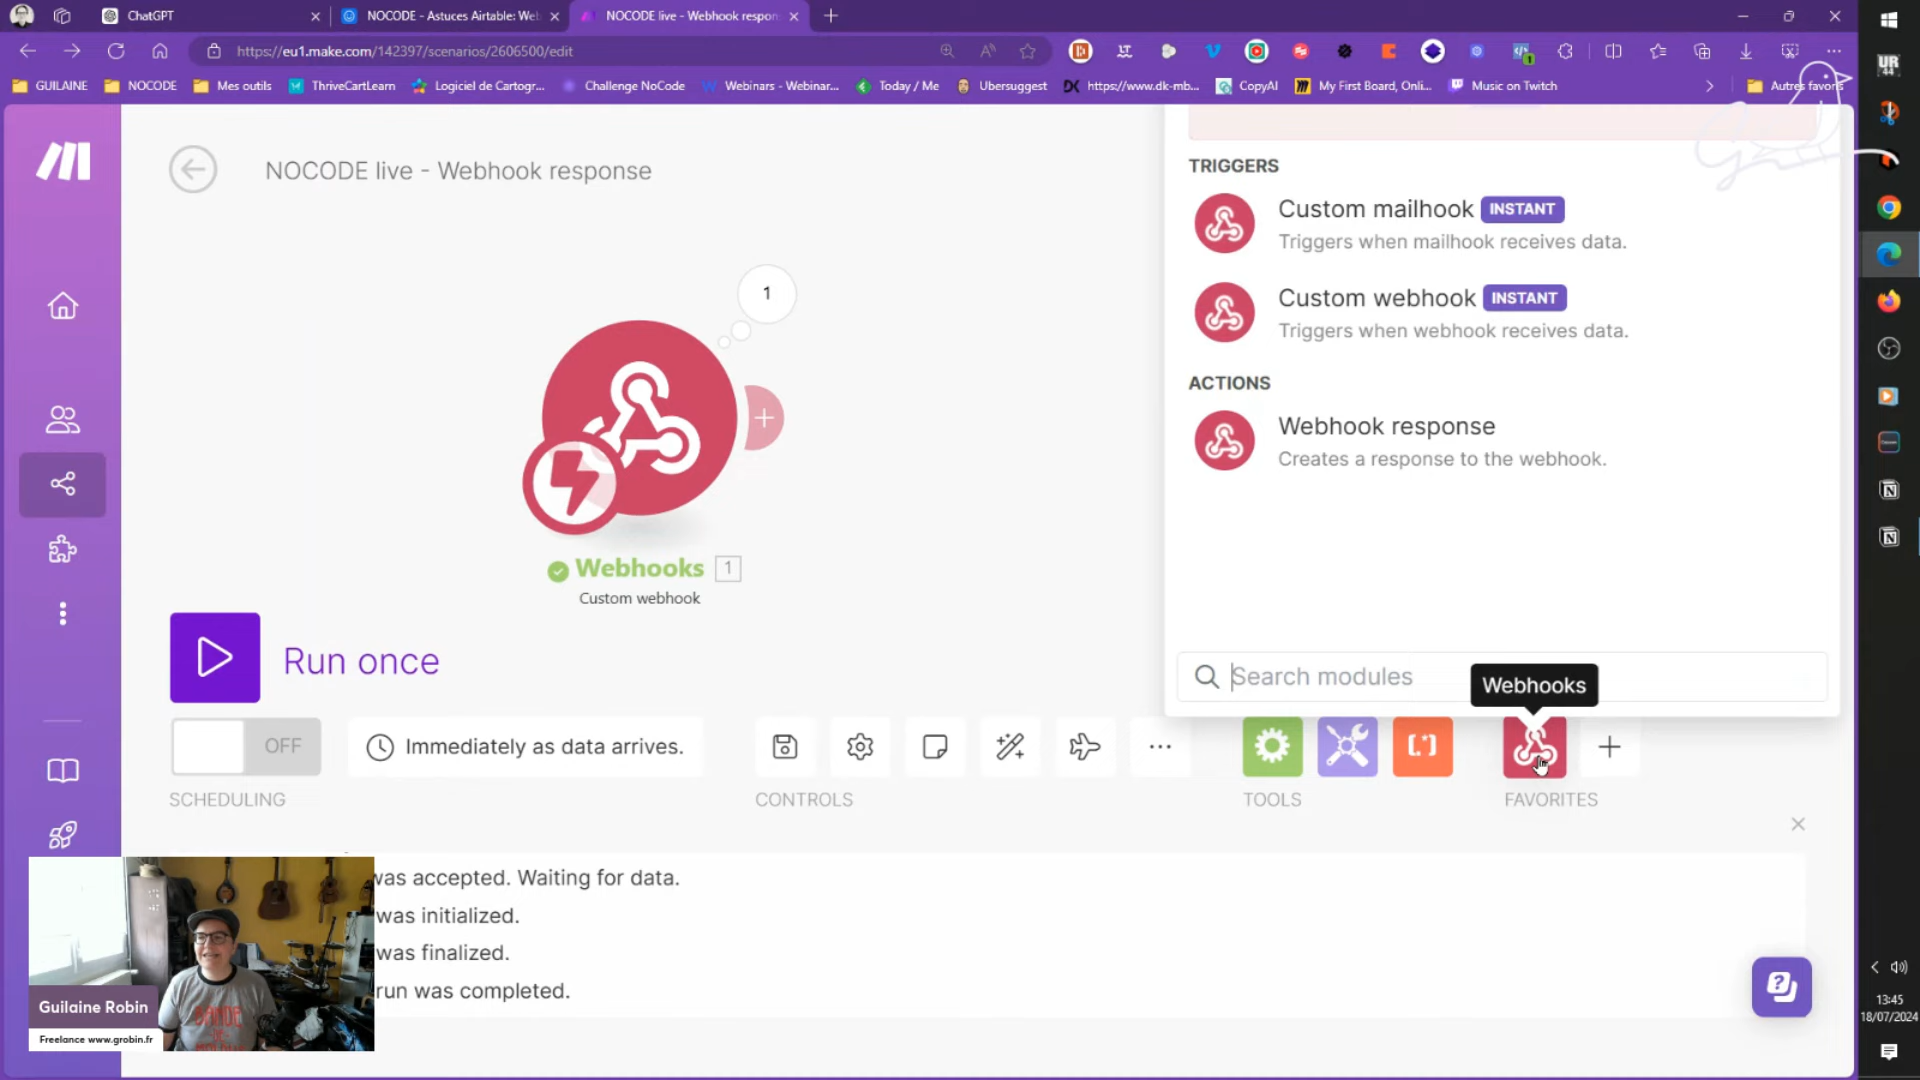 ChatGPT
NOCODE - Astuces Airtable: Wel
NOCODE live - Webhook respon
https://eu1.make.com/142397/scenarios/2606500/edit
GUILAINE
NOCODE
Mes outils
ThriveCartLearn
Logiciel de Cartogr...
Challenge NoCode
Webinars - Webinar...
Today / Me
Ubersuggest
https://www.dk-mb...
CopyAI
My First Board, Onli...
Music on Twitch
Autres favoris
NOCODE live - Webhook response
TRIGGERS
Custom mailhook INSTANT
Triggers when mailhook receives data.
Custom webhook INSTANT
Triggers when webhook receives data.
ACTIONS
Webhook response
Creates a response to the webhook.
1
Webhooks 1
Custom webhook
Run once
Search modules
Webhooks
OFF
Immediately as data arrives.
SCHEDULING
CONTROLS
TOOLS
FAVORITES
was accepted. Waiting for data.
was initialized.
was finalized.
run was completed.
Guilaine Robin
Freelance www.grobin.fr
UR
44
13:45
18/07/2024